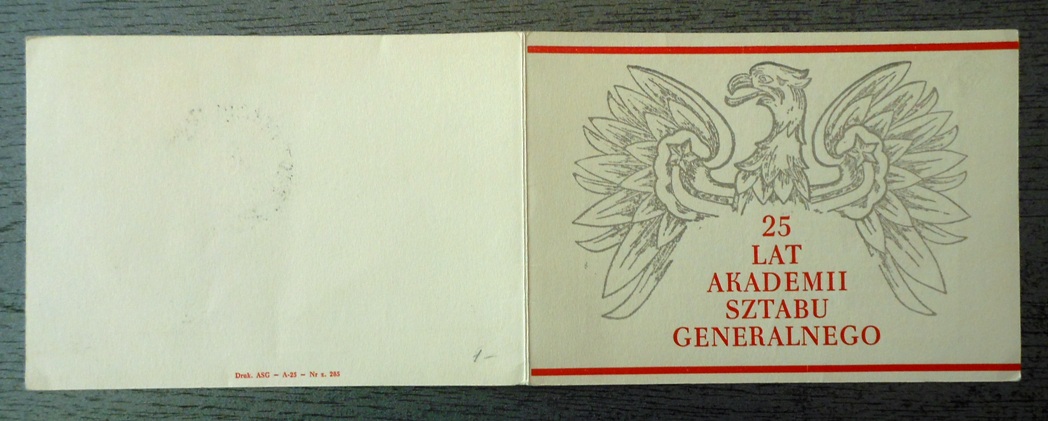 25
LAT
AKADEMII
SZTABU
GENERALNEGO
Druk. ASG — A-23 — Nr z. 283
1-